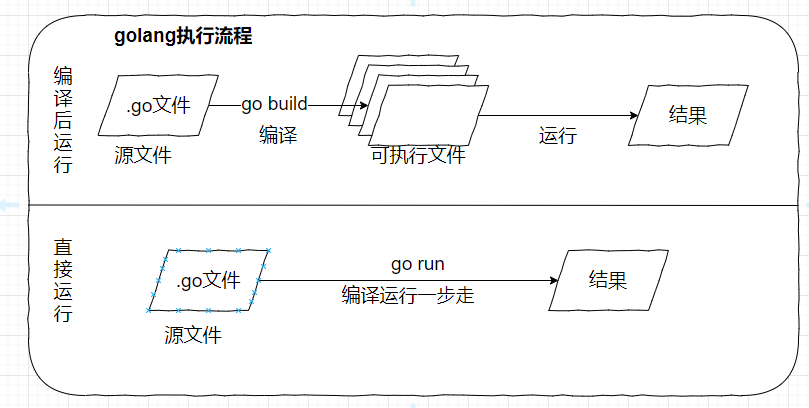 golang执行流程
编译后运行
.go文件
源文件
go build
编译
可执行文件
运行
结果
直接运行
.go文件
源文件
go run
编译运行一步走
结果